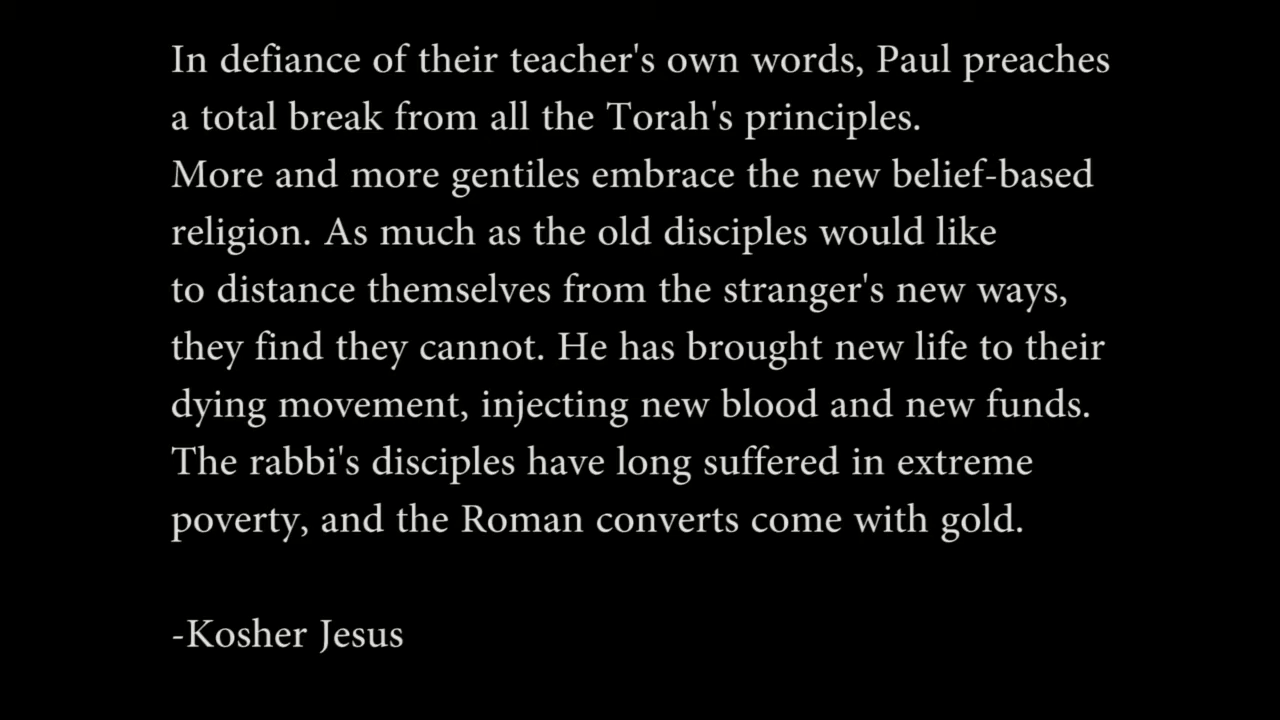 In defiance of their teacher's own words, Paul preaches
a total break from all the Torah's principles.
More and more gentiles embrace the new belief-based
religion. As much as the old disciples would like
to distance themselves from the stranger's new ways,
they find they cannot. He has brought new life to their
dying movement, injecting new blood and new funds.
The rabbi's disciples have long suffered in extreme
poverty, and the Roman converts come with gold.
-Kosher Jesus